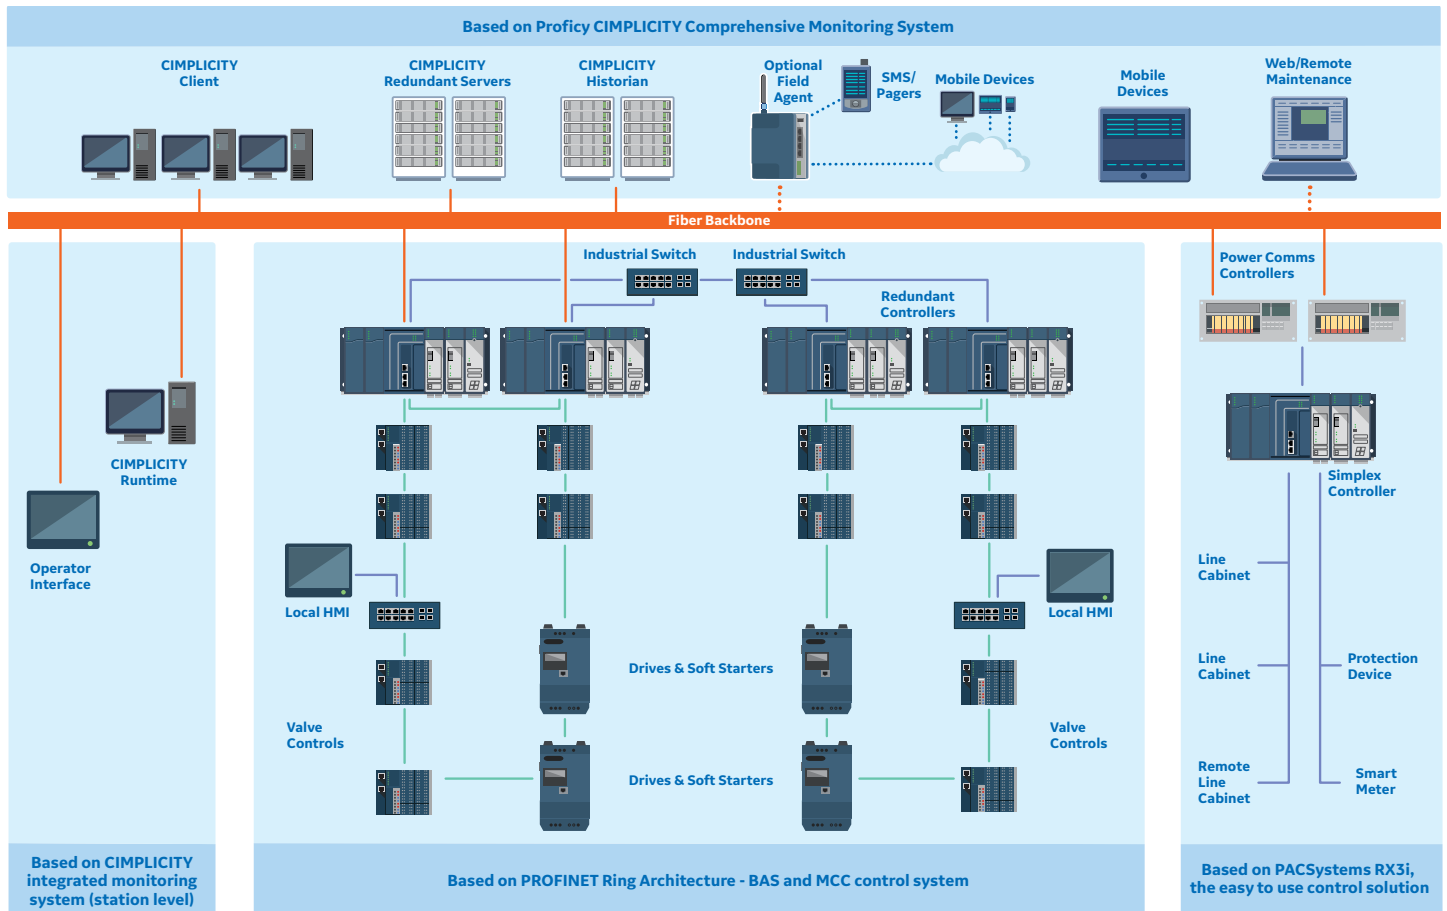 Based on Proficy CIMPLICITY Comprehensive Monitoring System
CIMPLICITY
Client
CIMPLICITY
Redundant Servers
CIMPLICITY
Historian
Optional
Field
Agent
SMS/
Pagers
Mobile Devices
Mobile
Devices
Web/Remote
Maintenance
Fiber Backbone
CIMPLICITY
Runtime
Operator
Interface
Based on CIMPLICITY
integrated monitoring
system (station level)
Industrial Switch
Industrial Switch
Redundant
Controllers
Local HMI
Local HMI
Drives & Soft Starters
Valve
Controls
Valve
Controls
Drives & Soft Starters
Based on PROFINET Ring Architecture - BAS and MCC control system
Power Comms
Controllers
Simplex
Controller
Line
Cabinet
Line
Cabinet
Protection
Device
Remote
Line
Cabinet
Smart
Meter
Based on PACSystems RX3i,
the easy to use control solution